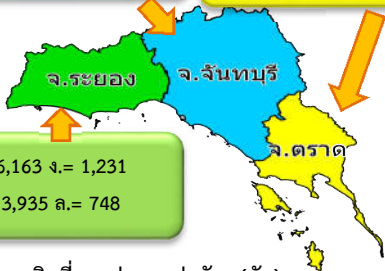 จ.ระยอง
จ.จันทบุรี
จ.ตราด
6,163 ง.= 1,231
3,935 ล.= 748